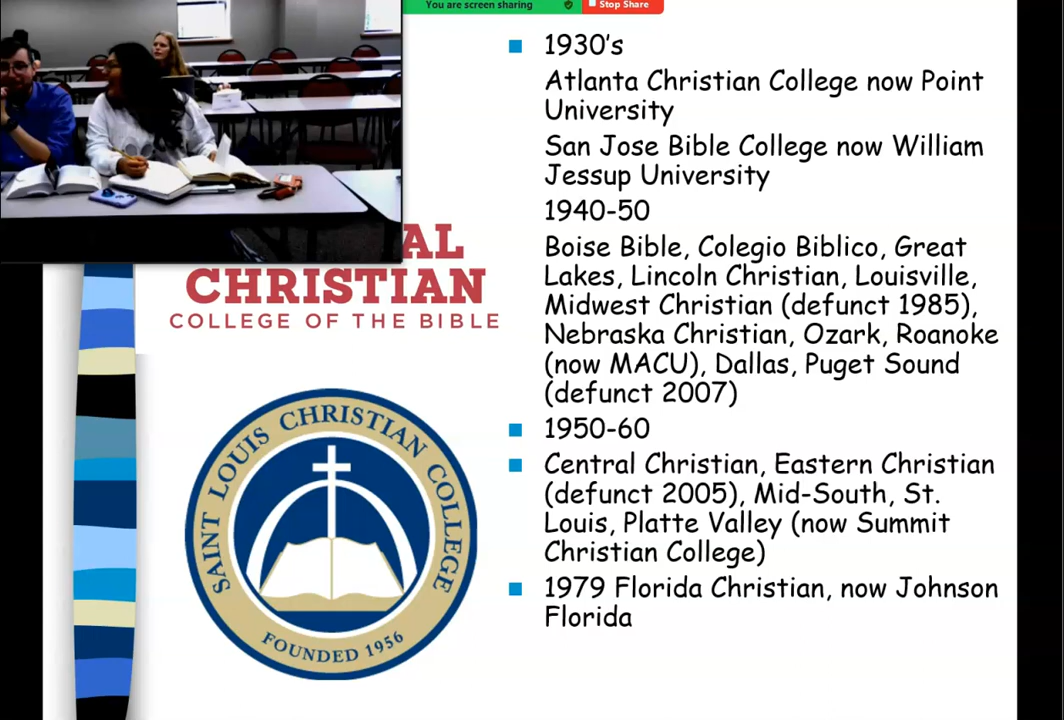 You are screen sharing
Stop Share
1930's
Atlanta Christian College now Point
University
San Jose Bible College now William
Jessup University
1940-50
Boise Bible, Colegio Biblico, Great
Lakes, Lincoln Christian, Louisville,
Midwest Christian (defunct 1985),
Nebraska Christian, Ozark, Roanoke
(now MACU), Dallas, Puget Sound
(defunct 2007)
1950-60
Central Christian, Eastern Christian
(defunct 2005), Mid-South, St.
Louis, Platte Valley (now Summit
Christian College)
1979 Florida Christian, now Johnson
Florida
AL
CHRISTIAN
COLLEGE OF THE BIBLE
SAINT LOUIS CHRISTIAN COLLEGE
FOUNDED 1956